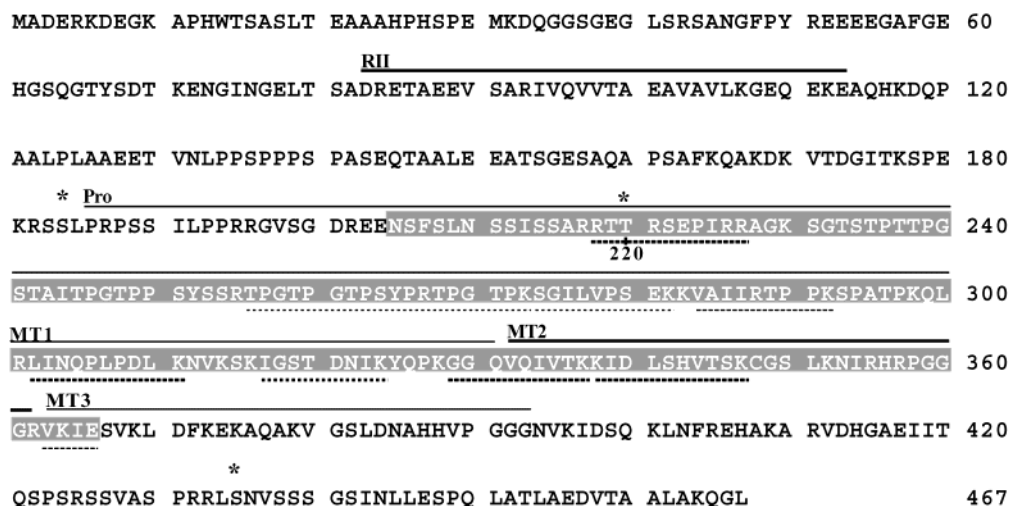 MADERKDEGK APHWTSASLT EAAAHPHSPE MKDQGGSGEG LSRSANGFPY REEEEGAFGE 60
RII
HGSQGTYSDT KENGINGELT SADRETAEEV SARIVQVVTA EAVAVLKGEQ EKEAQHKDQP 120
AALPLAAEET VNLPPSPPPS PASEQTAALE EATSGESAQA PSAFKQAKDK VTDGITKSPE 180
* Pro *
KRSSLPRPSS ILPPRRGVSG DREENSFSLN SSISSARRTT RSEPIRRAGK SGTSTPTTPG 240
220
STAITPGTPP SYSSRTPGTP GTPSYPRTPG TPKSGILVPS EKKVAIIRTP PKSPATPKQL 300
MT1 MT2
RLINQPLPDL KNVKSKIGST DNIKYQPKGG QVQIVTKKID LSHVTSKCGS LKNIRHRPGG 360
MT3
GRVKIESVKL DFKEKAQAKV GSLDNAHHVP GGGNVKIDSQ KLNFREHAKA RVDHGAEIIT 420
*
QSPSRSSVAS PRRLSNVSSS GSINLLESPQ LATLAEDVTA ALAKQGL 467